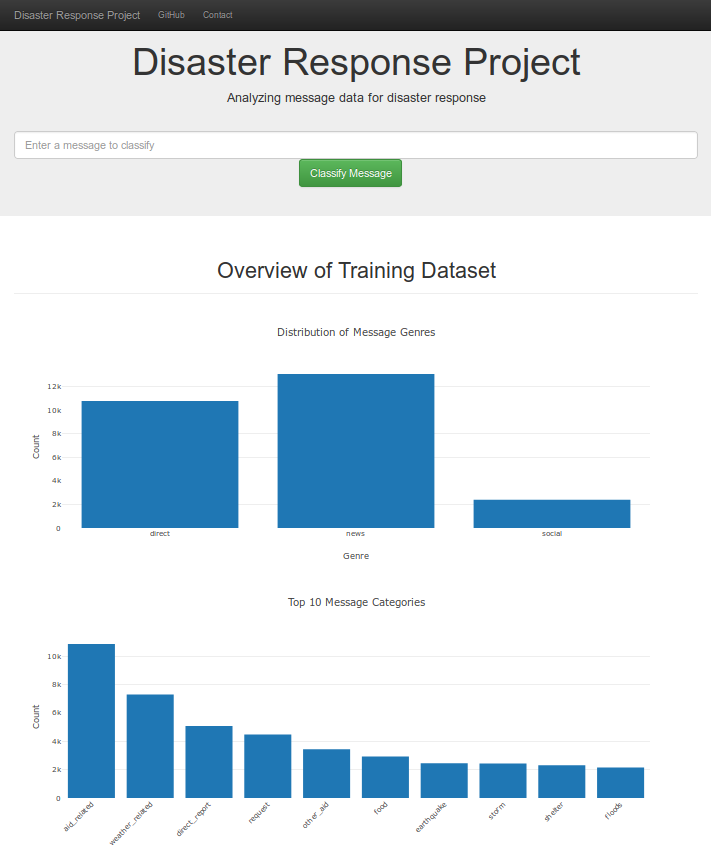 Disaster Response Project GitHub Contact
Disaster Response Project
Analyzing message data for disaster response
Enter a message to classify
Classify Message
Overview of Training Dataset
Distribution of Message Genres
12k
10k
8k
6k
4k
2k
0
Count
direct news social
Genre
Top 10 Message Categories
10k
8k
6k
4k
2k
0
Count
aid_related weather_related direct_report request other_aid food earthquake storm shelter floods